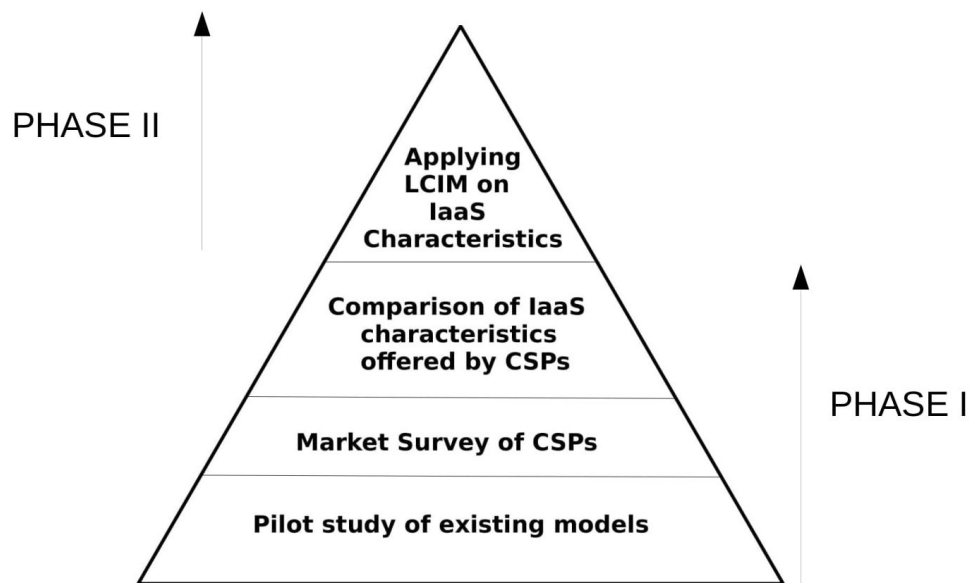 PHASE II
Applying
LCIM on
IaaS
Characteristics
Comparison of IaaS
characteristics
offered by CSPs
PHASE I
Market Survey of CSPs
Pilot study of existing models